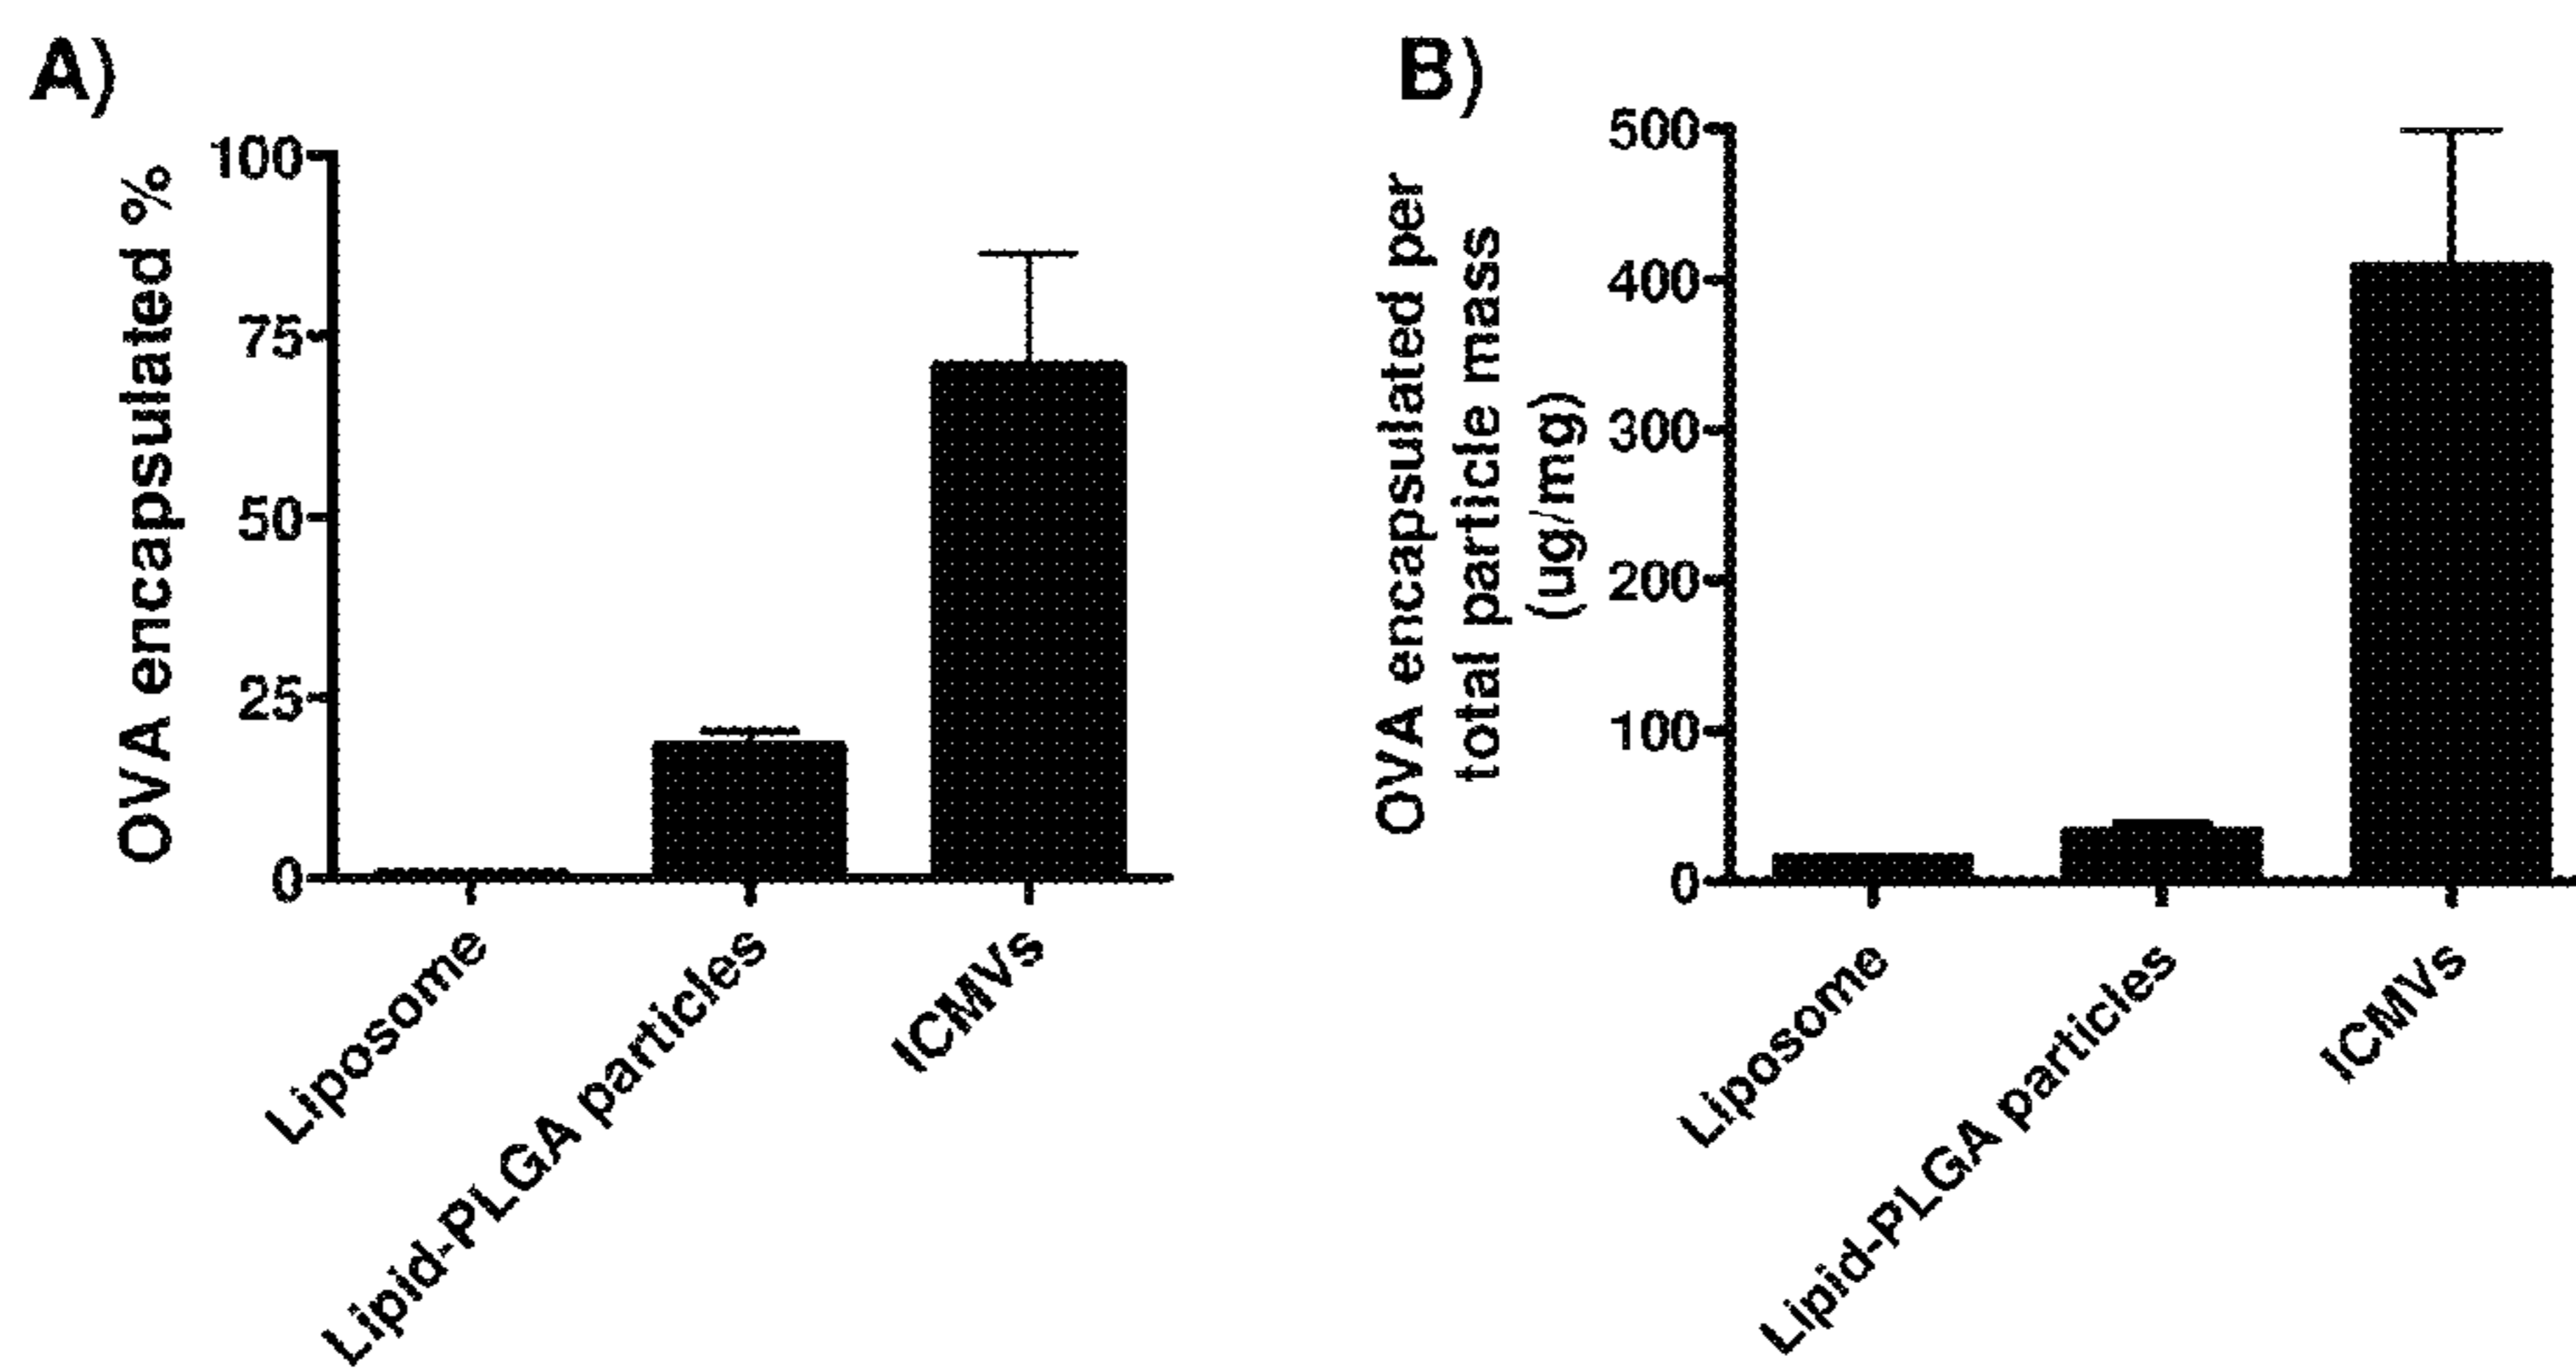 A)
OVA encapsulated %
100
75
50
25
0
Liposome
Lipid-PLGA particles
ICMVs
B)
OVA encapsulated per
total particle mass
(ug/mg)
500
400
300
200
100
0
Liposome
Lipid-PLGA particles
ICMVs